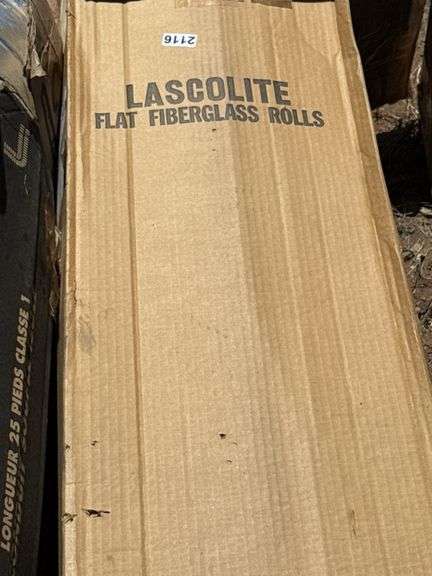 2116
LASCOLITE
FLAT FIBERGLASS ROLLS
LONGUEUR 25 PIEDS CLASSE 1